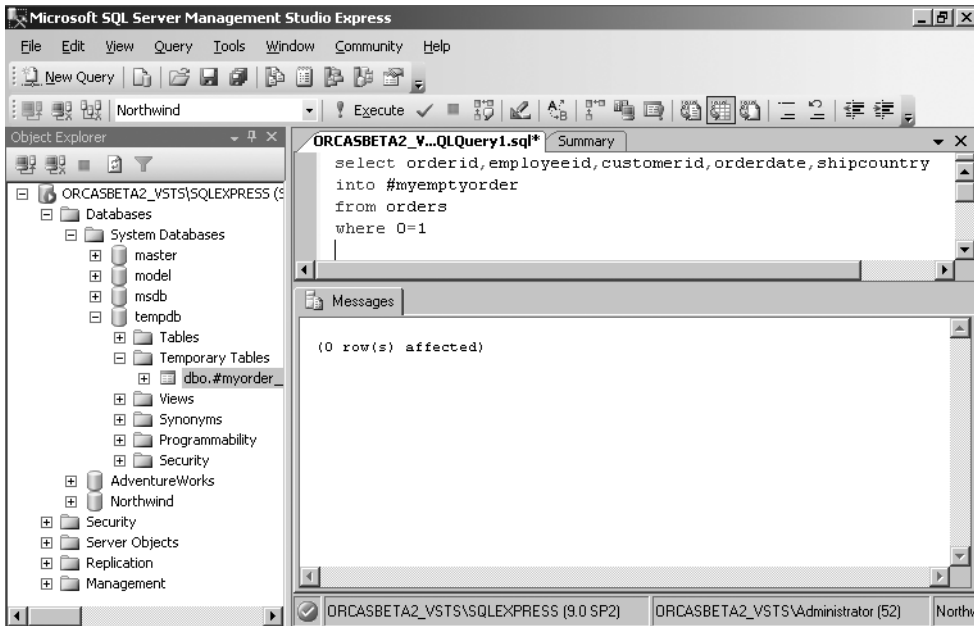 Microsoft SQL Server Management Studio Express
File Edit View Query Tools Window Community Help
New Query
Northwind Execute
Object Explorer
ORCASBETA2_VSTS\SQLEXPRESS (9
Databases
System Databases
master
model
msdb
tempdb
Tables
Temporary Tables
dbo.#myorder_
Views
Synonyms
Programmability
Security
AdventureWorks
Northwind
Security
Server Objects
Replication
Management
ORCASBETA2_V...QLQuery1.sql* Summary
select orderid,employeeid,customerid,orderdate,shipcountry
into #myemptyorder
from orders
where 0=1
Messages
(0 row(s) affected)
ORCASBETA2_VSTS\SQLEXPRESS (9.0 SP2) ORCASBETA2_VSTS\Administrator (52) Northw